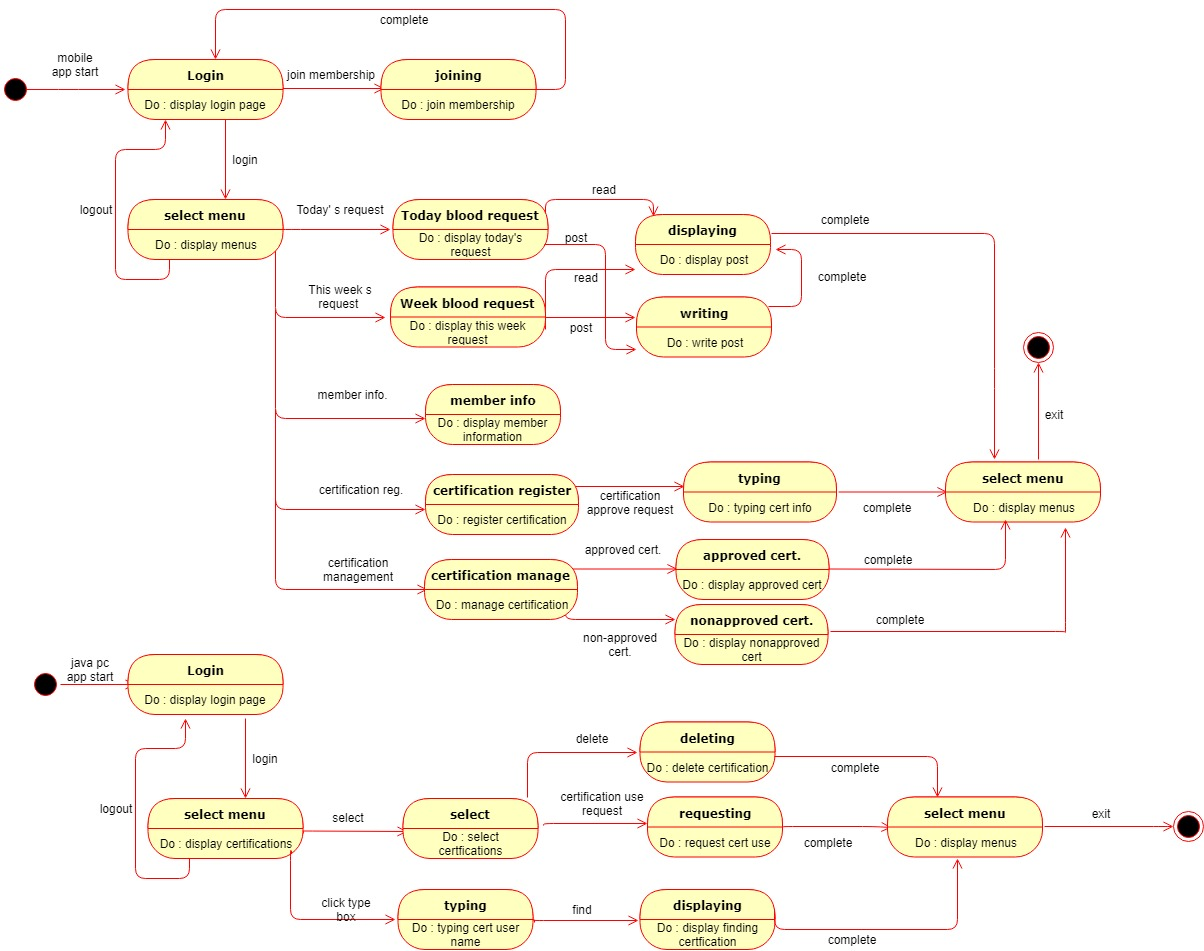 complete
mobile
app start
Login
Do : display login page
join membership
joining
Do : join membership
login
logout
select menu
Do : display menus
Today' s request
Today blood request
Do : display today's
request
read
post
displaying
Do : display post
complete
This week s
request
Week blood request
Do : display this week
request
read
post
writing
Do : write post
complete
member info.
member info
Do : display member
information
exit
certification reg.
certification register
Do : register certification
certification
approve request
typing
Do : typing cert info
complete
select menu
Do : display menus
certification
management
certification manage
Do : manage certification
approved cert.
approved cert.
Do : display approved cert
complete
non-approved
cert.
nonapproved cert.
Do : display nonapproved
cert
complete
java pc
app start
Login
Do : display login page
login
logout
select menu
Do : display certifications
select
select
Do : select
certfications
delete
deleting
Do : delete certification
complete
certification use
request
requesting
Do : request cert use
complete
select menu
Do : display menus
exit
click type
box
typing
Do : typing cert user
name
find
displaying
Do : display finding
certfication
complete